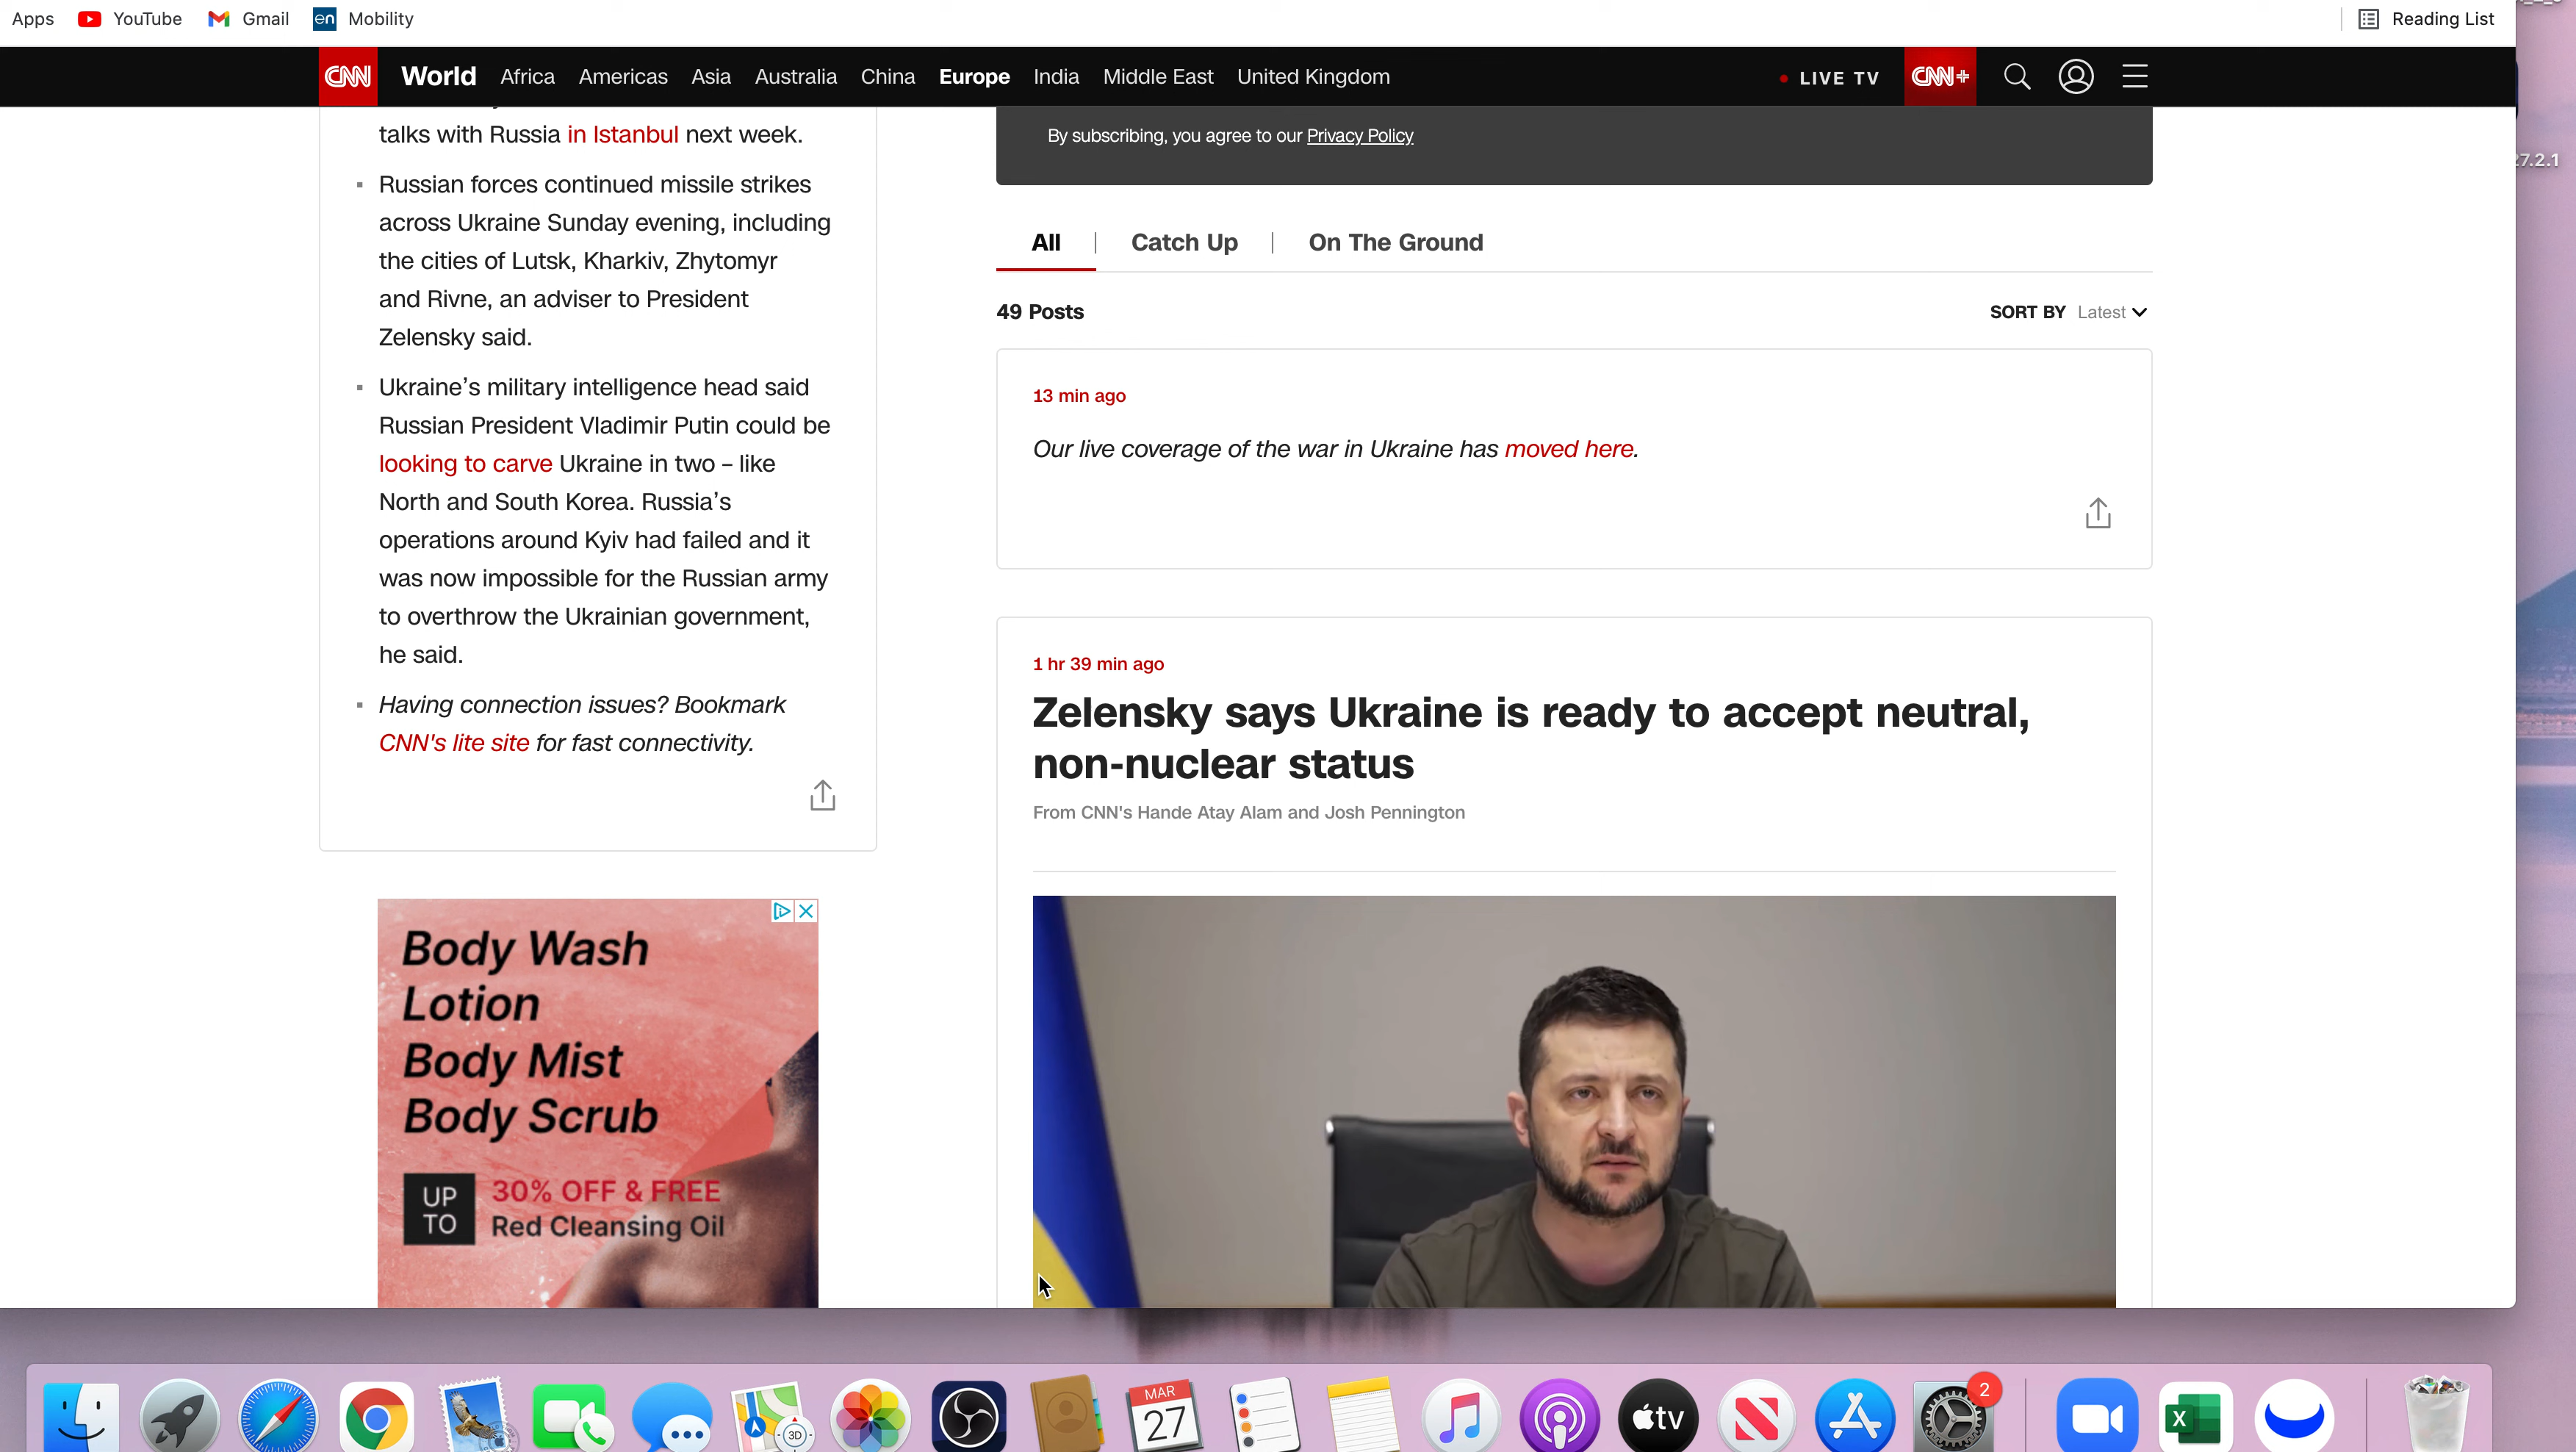 Apps YouTube Gmail en Mobility Reading List
CNN World Africa Americas Asia Australia China Europe India Middle East United Kingdom LIVE TV CNN+
27.2.1
talks with Russia in Istanbul next week.
Russian forces continued missile strikes
across Ukraine Sunday evening, including
the cities of Lutsk, Kharkiv, Zhytomyr
and Rivne, an adviser to President
Zelensky said.
Ukraine’s military intelligence head said
Russian President Vladimir Putin could be
looking to carve Ukraine in two – like
North and South Korea. Russia’s
operations around Kyiv had failed and it
was now impossible for the Russian army
to overthrow the Ukrainian government,
he said.
Having connection issues? Bookmark
CNN's lite site for fast connectivity.
Body Wash
Lotion
Body Mist
Body Scrub
UP
TO
30% OFF & FREE
Red Cleansing Oil
By subscribing, you agree to our Privacy Policy
All Catch Up On The Ground
49 Posts SORT BY Latest
13 min ago
Our live coverage of the war in Ukraine has moved here.
1 hr 39 min ago
Zelensky says Ukraine is ready to accept neutral,
non-nuclear status
From CNN's Hande Atay Alam and Josh Pennington
3D
MAR
27
tv
2
X